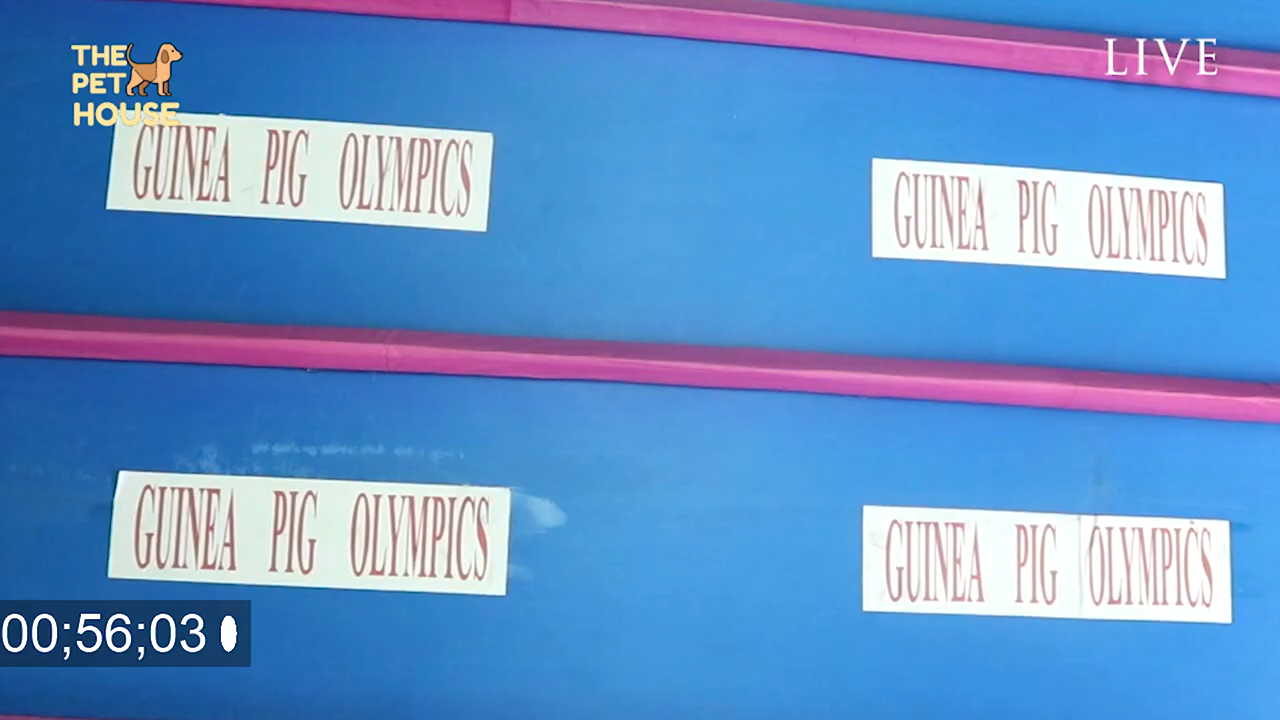 THE
PET
HOUSE
LIVE
GUINEA PIG OLYMPICS
GUINEA PIG OLYMPICS
GUINEA PIG OLYMPICS
GUINEA PIG OLYMPICS
00;56;03